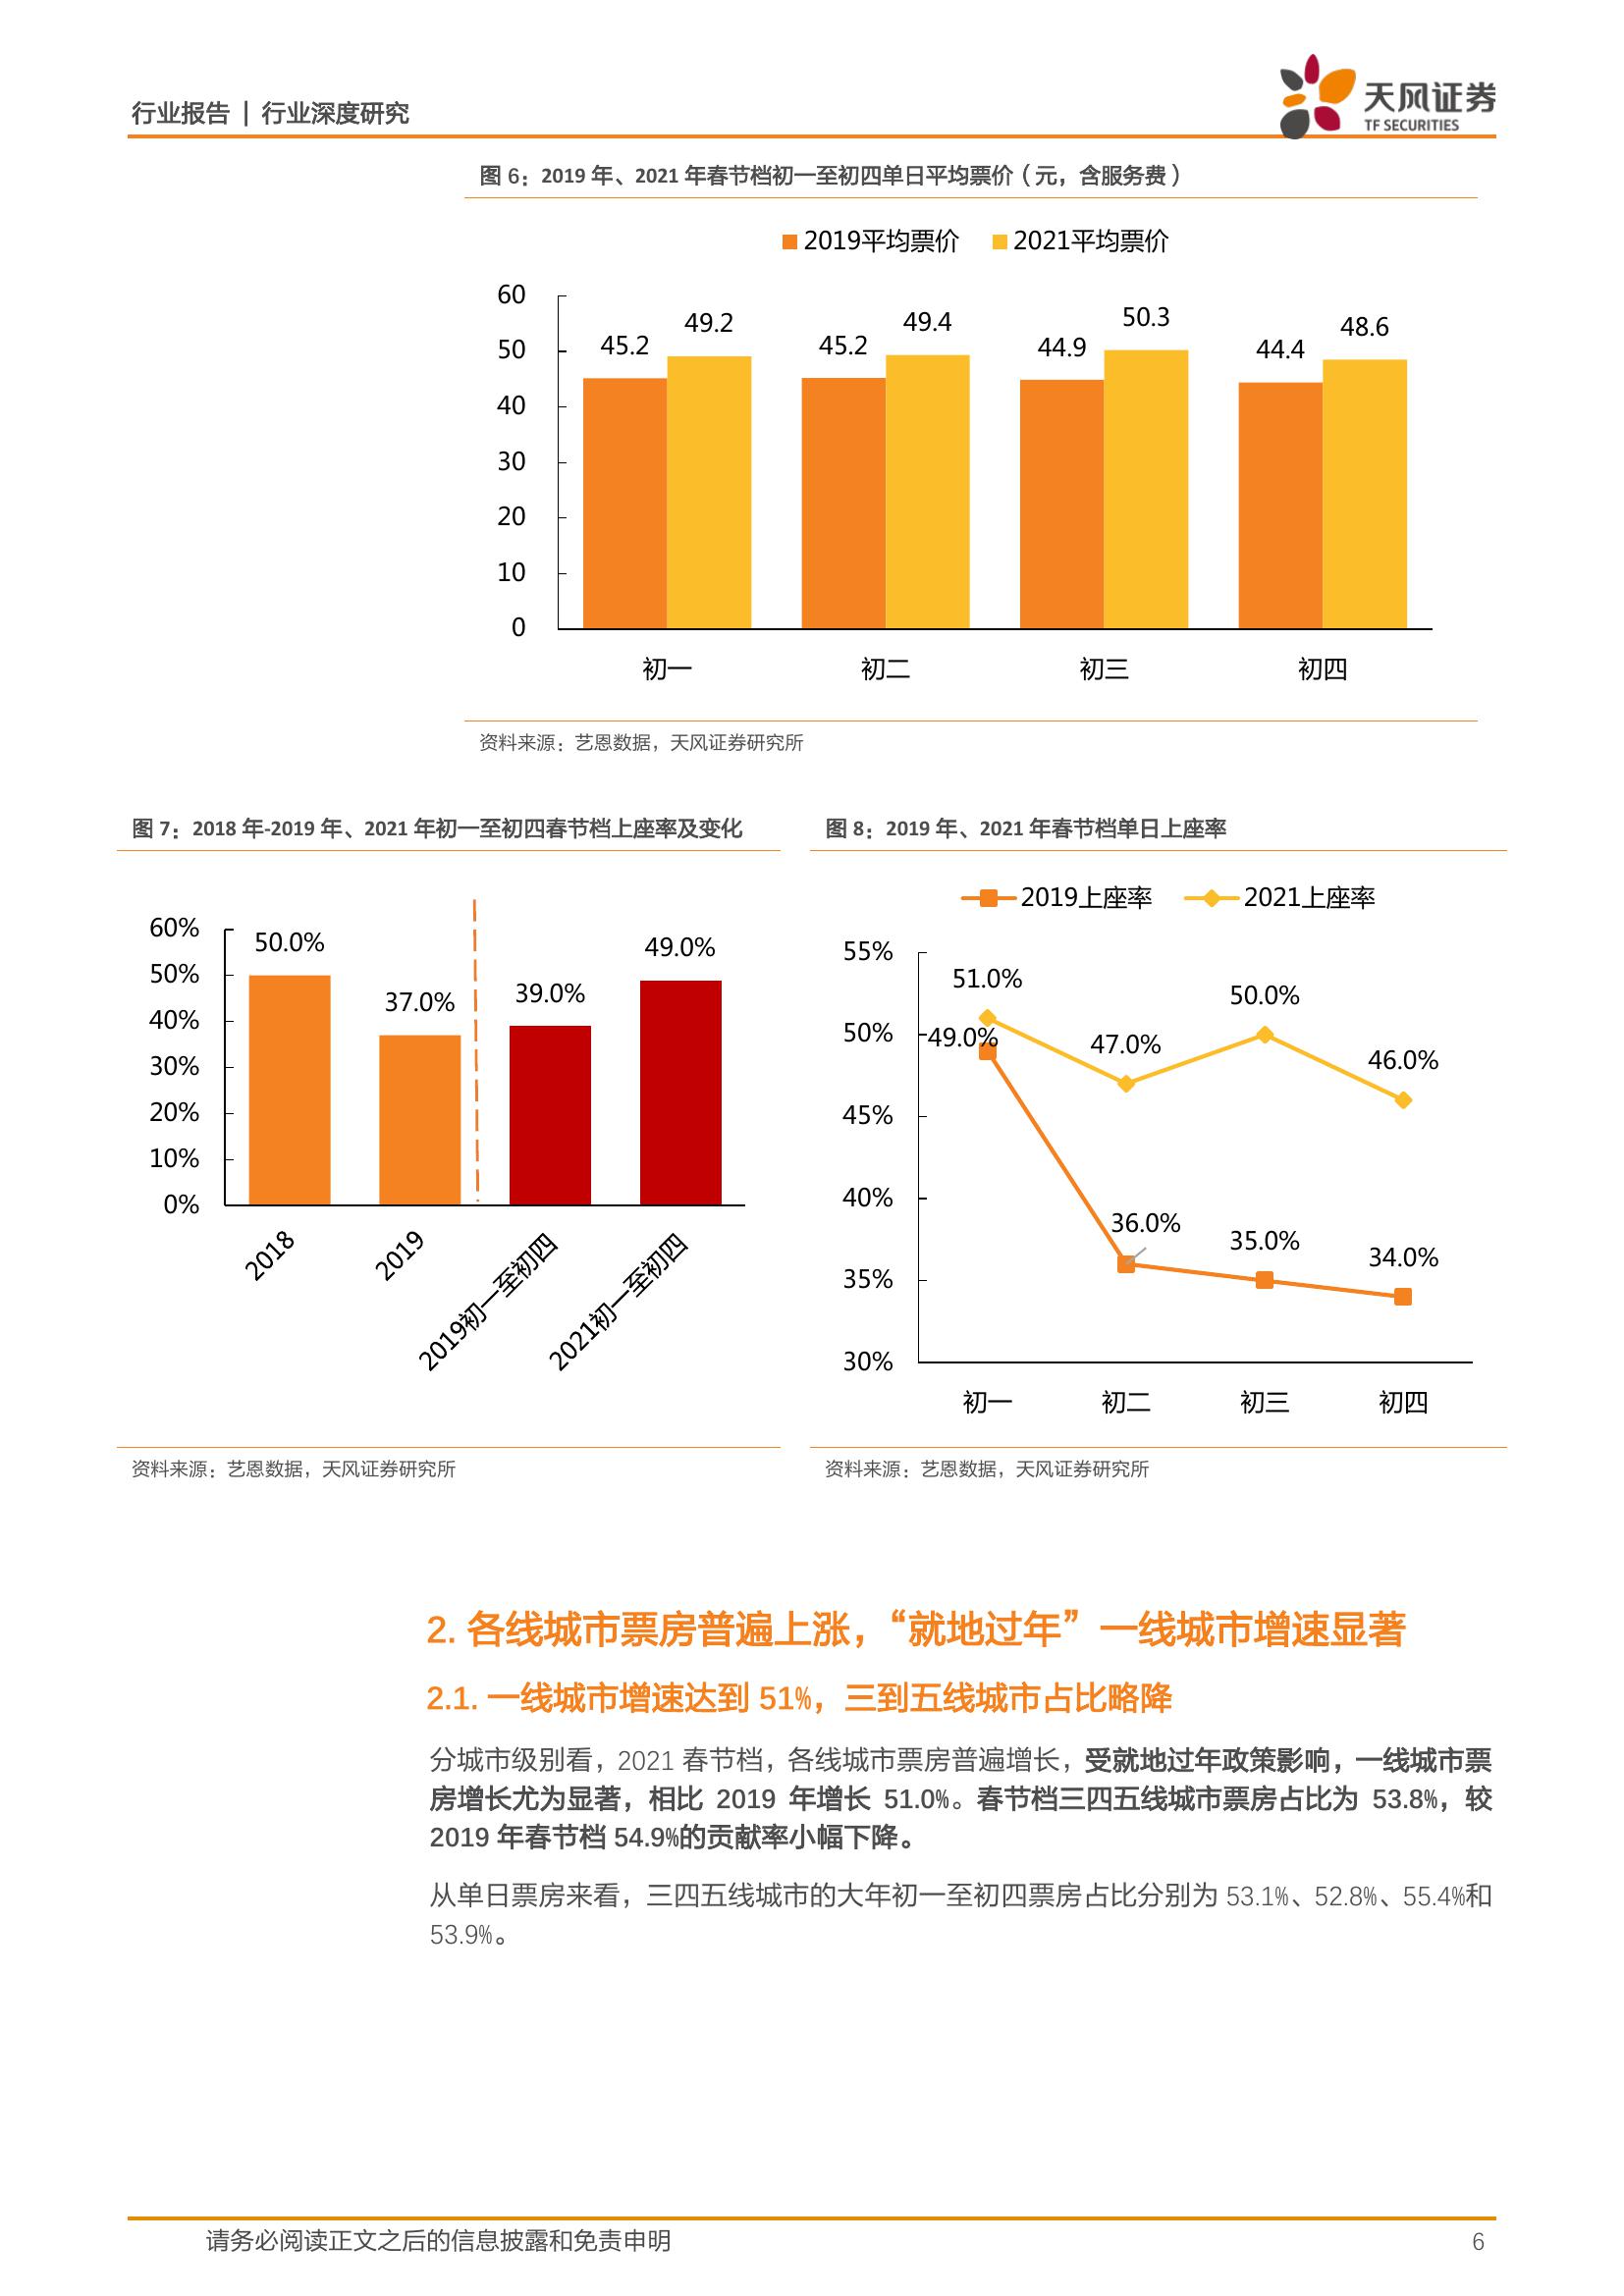 行业报告 | 行业深度研究
天风证券
TF SECURITIES
图 6：2019 年、2021 年春节档初一至初四单日平均票价（元，含服务费）
2019平均票价 2021平均票价
60
50
40
30
20
10
0
45.2 49.2 45.2 49.4 44.9 50.3 44.4 48.6
初一 初二 初三 初四
资料来源：艺恩数据，天风证券研究所
图 7：2018 年-2019 年、2021 年初一至初四春节档上座率及变化
60%
50%
40%
30%
20%
10%
0%
50.0% 37.0% 39.0% 49.0%
2018 2019 2019初一至初四 2021初一至初四
资料来源：艺恩数据，天风证券研究所
图 8：2019 年、2021 年春节档单日上座率
2019上座率 2021上座率
55%
50%
45%
40%
35%
30%
51.0% 47.0% 50.0% 46.0%
49.0% 36.0% 35.0% 34.0%
初一 初二 初三 初四
资料来源：艺恩数据，天风证券研究所
2. 各线城市票房普遍上涨，“就地过年”一线城市增速显著
2.1. 一线城市增速达到 51%，三到五线城市占比略降
分城市级别看，2021 春节档，各线城市票房普遍增长，受就地过年政策影响，一线城市票
房增长尤为显著，相比 2019 年增长 51.0%。春节档三四五线城市票房占比为 53.8%，较
2019 年春节档 54.9%的贡献率小幅下降。
从单日票房来看，三四五线城市的大年初一至初四票房占比分别为 53.1%、52.8%、55.4%和
53.9%。
请务必阅读正文之后的信息披露和免责申明 6